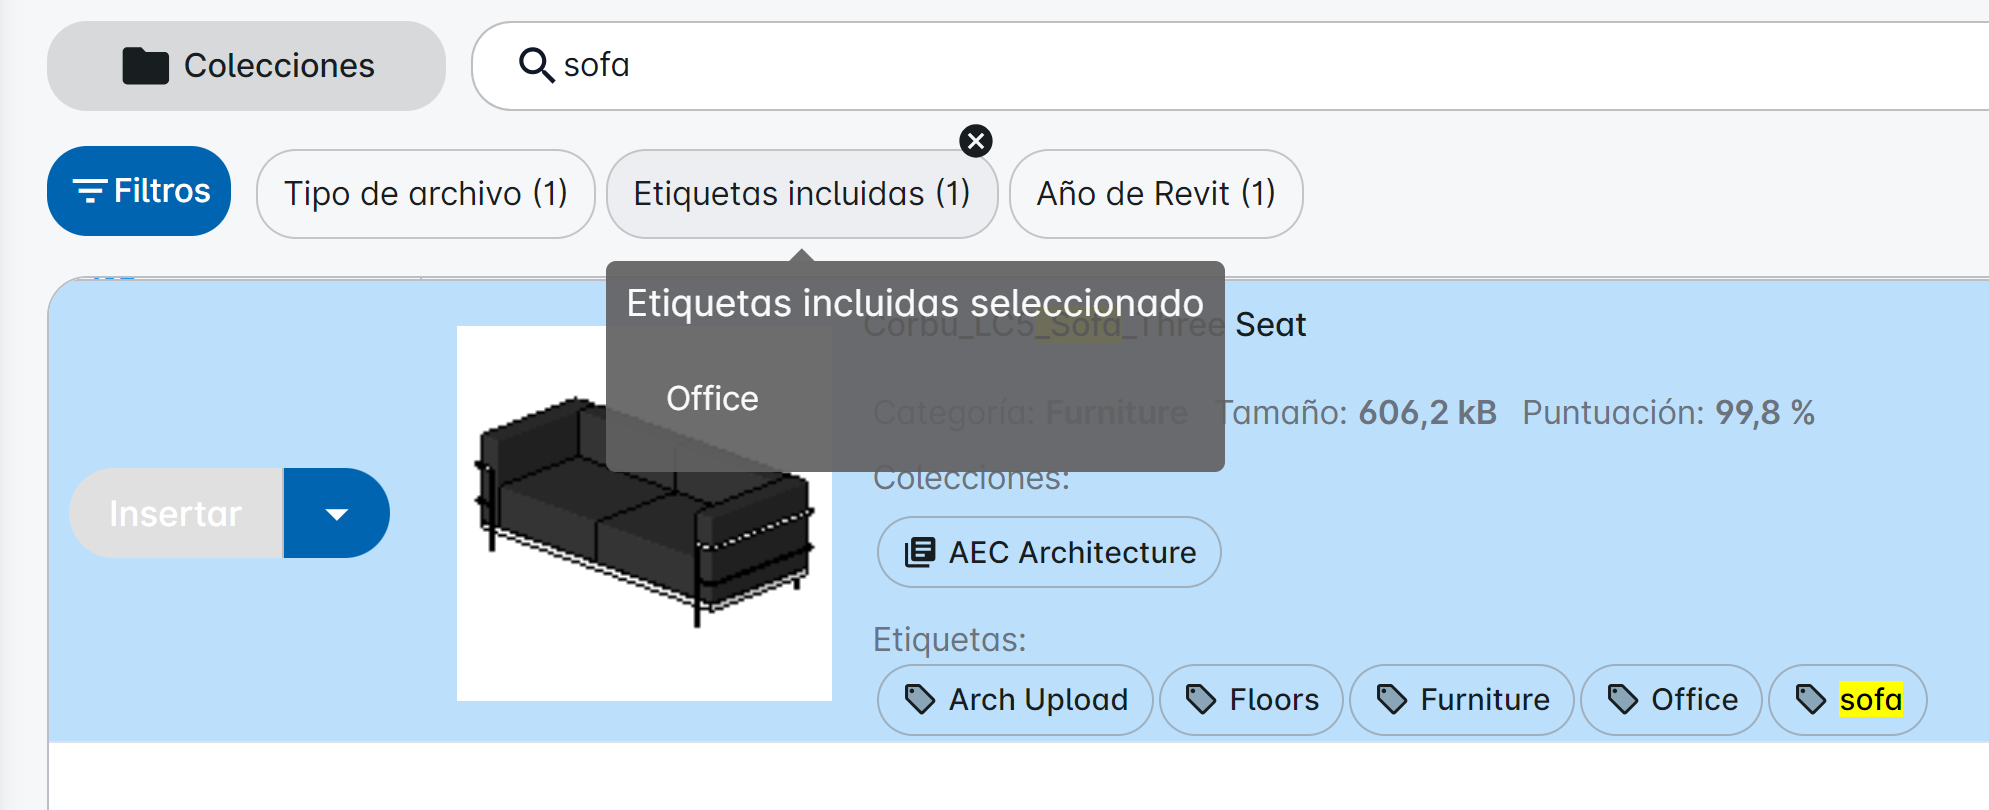 Colecciones
sofa
Filtros
Tipo de archivo (1)
Etiquetas incluidas (1)
Año de Revit (1)
Etiquetas incluidas seleccionado
Office
Corbu_LC5_Sofa_Three Seat
Categoría: Furniture Tamaño: 606,2 kB Puntuación: 99,8 %
Insertar
Colecciones:
AEC Architecture
Etiquetas:
Arch Upload
Floors
Furniture
Office
sofa